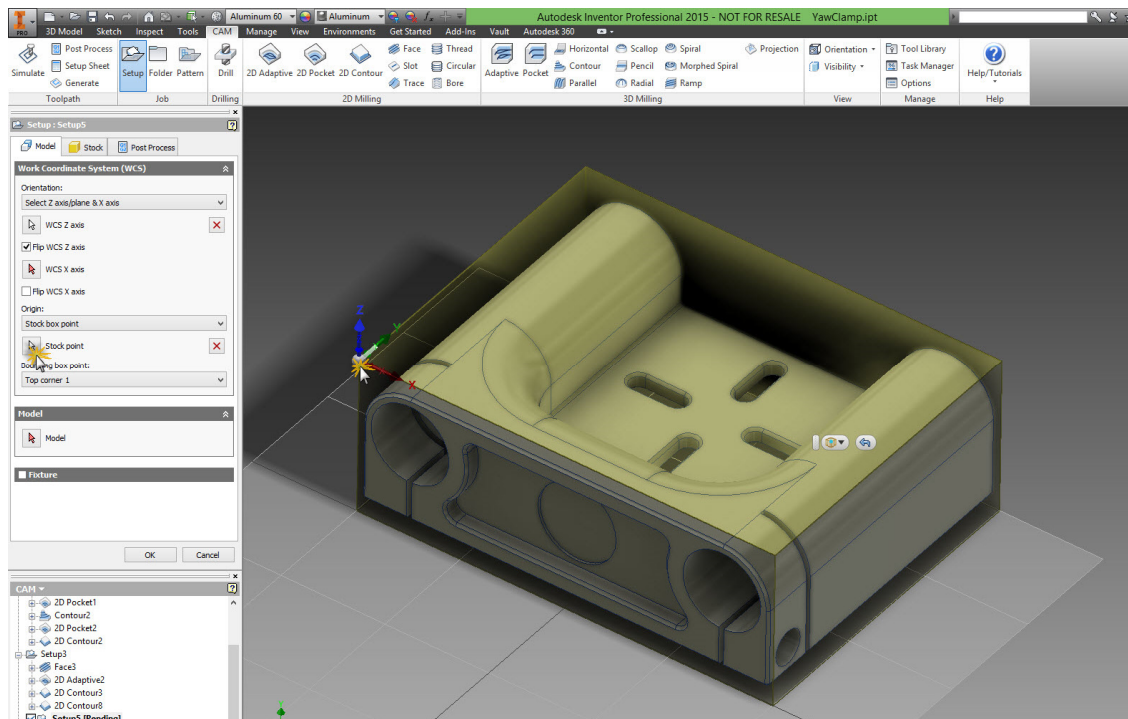 PRO
Aluminum 60
Aluminum
Autodesk Inventor Professional 2015 - NOT FOR RESALE YawClamp.ipt
3D Model Sketch Inspect Tools CAM Manage View Environments Get Started Add-Ins Vault Autodesk 360
Simulate
Post Process
Setup Sheet
Generate
Setup Folder Pattern
Drill
2D Adaptive 2D Pocket 2D Contour
Face Thread
Slot Circular
Trace Bore
Adaptive Pocket
Horizontal Scallop Spiral Projection
Contour Pencil Morphed Spiral
Parallel Radial Ramp
Orientation
Visibility
Tool Library
Task Manager
Options
Help/Tutorials
Toolpath Job Drilling 2D Milling 3D Milling View Manage Help
Setup : Setup5
Model Stock Post Process
Work Coordinate System (WCS)
Orientation:
Select Z axis/plane & X axis
WCS Z axis
Flip WCS Z axis
WCS X axis
Flip WCS X axis
Origin:
Stock box point
Stock point
box point:
Top corner 1
Model
Model
Fixture
OK Cancel
CAM
2D Pocket1
Contour2
2D Pocket2
2D Contour2
Setup3
Face3
2D Adaptive2
2D Contour3
2D Contour8
Setup5 [Pending]
Z
Y
X